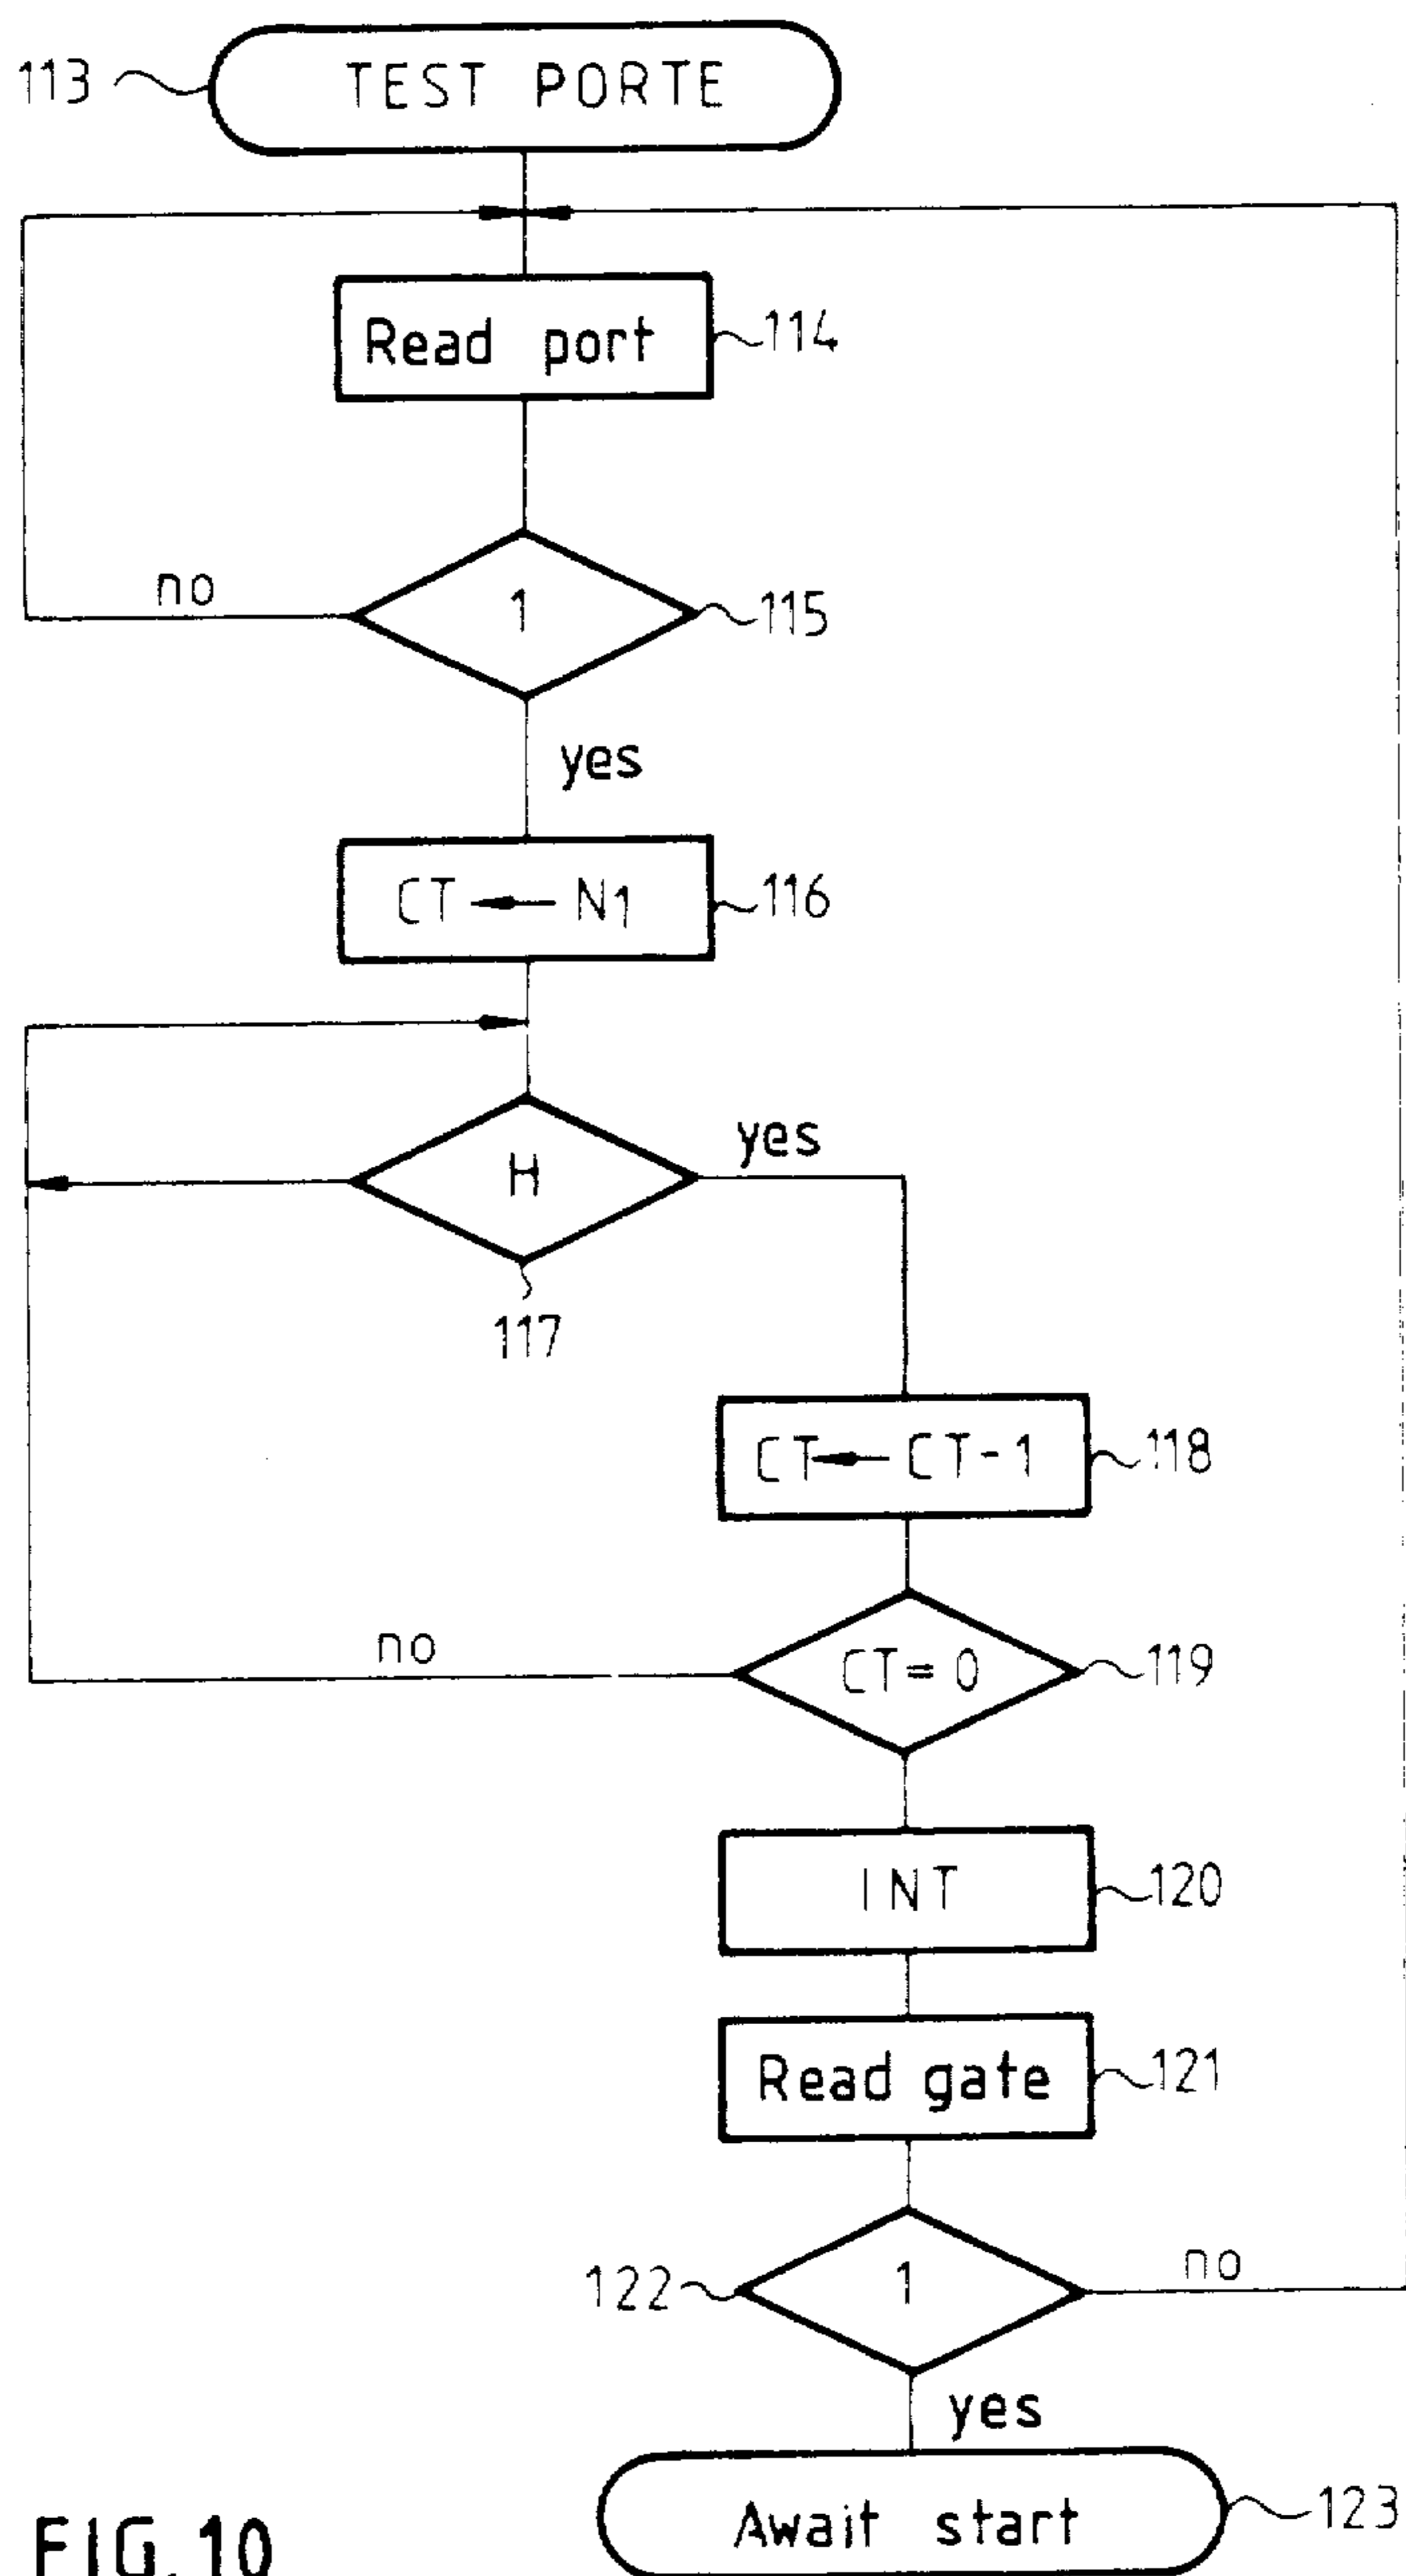 113 TEST PORTE
Read port 114
no 1 115
yes
CT ← N1 116
H yes
117
CT ← CT-1 118
no CT=0 119
INT 120
Read gate 121
122 1 no
yes
Await start 123
FIG.10